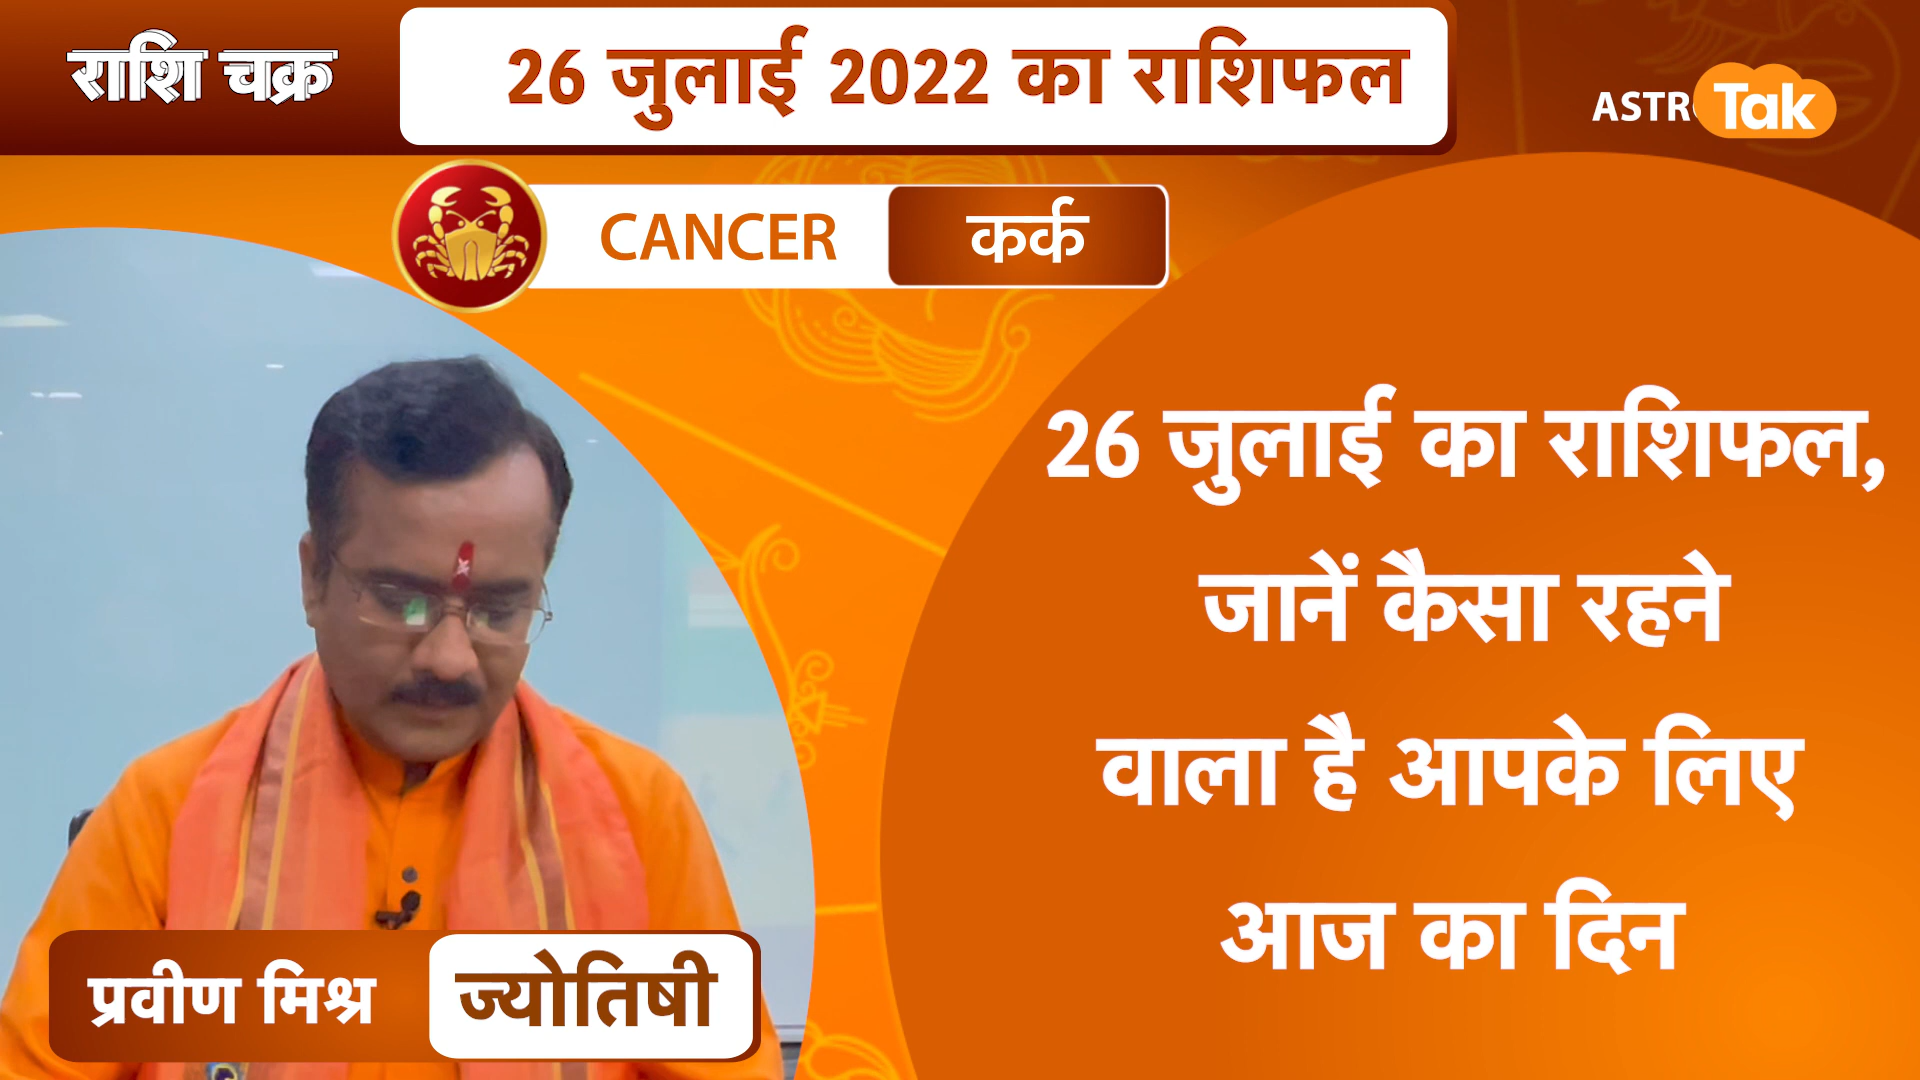 राशि चक्र
26 जुलाई 2022 का राशिफल
ASTRO Tak
CANCER
कर्क
26 जुलाई का राशिफल,
जानें कैसा रहने
वाला है आपके लिए
आज का दिन
प्रवीण मिश्र
ज्योतिषी